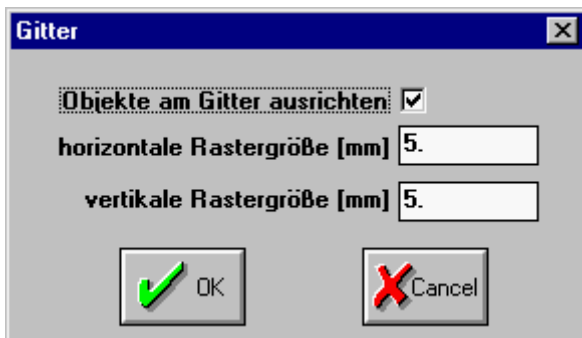 Gitter
Objekte am Gitter ausrichten
horizontale Rastergröße [mm] 5.
vertikale Rastergröße [mm] 5.
OK Cancel